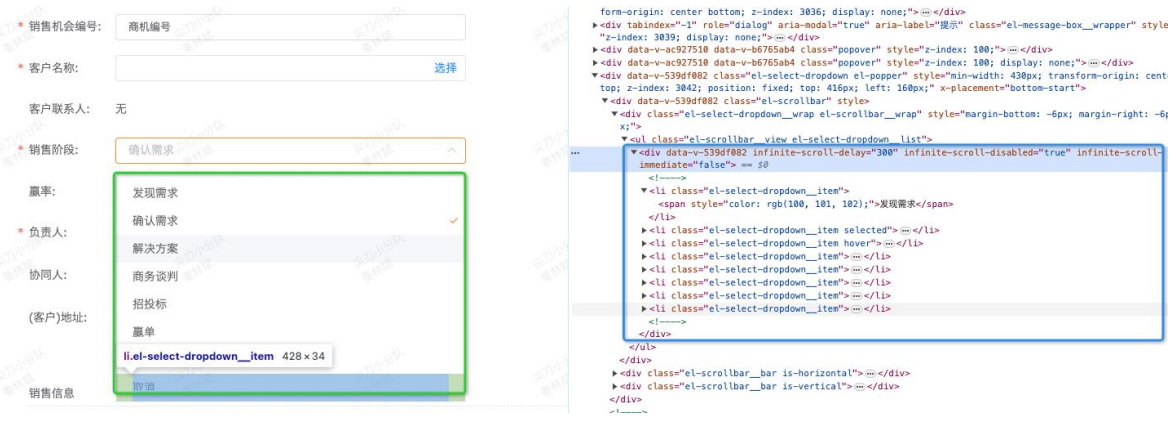 * 销售机会编号: 商机编号
* 客户名称: 选择
客户联系人: 无
* 销售阶段: 确认需求
赢率:
* 负责人:
协同人:
(客户)地址:
销售信息
发现需求
确认需求
解决方案
商务谈判
招投标
赢单
li.el-select-dropdown__item 428×34
取消
form-origin: center bottom; z-index: 3036; display: none;">⋯</div>
▶<div tabindex="-1" role="dialog" aria-modal="true" aria-label="提示" class="el-message-box__wrapper" style
"z-index: 3039; display: none;">⋯</div>
▶<div data-v-ac927510 data-v-b6765ab4 class="popover" style="z-index: 100;">⋯</div>
▶<div data-v-ac927510 data-v-b6765ab4 class="popover" style="z-index: 100; display: none;">⋯</div>
▼<div data-v-539df082 class="el-select-dropdown el-popper" style="min-width: 430px; transform-origin: cent
top; z-index: 3042; position: fixed; top: 416px; left: 160px;" x-placement="bottom-start">
▼<div data-v-539df082 class="el-scrollbar" style>
▼<div class="el-select-dropdown__wrap el-scrollbar__wrap" style="margin-bottom: -6px; margin-right: -6p
x;">
▼<ul class="el-scrollbar__view el-select-dropdown__list">
⋯ ▼<div data-v-539df082 infinite-scroll-delay="300" infinite-scroll-disabled="true" infinite-scroll-
immediate="false"> == $0
<!---->
▼<li class="el-select-dropdown__item">
<span style="color: rgb(100, 101, 102);">发现需求</span>
</li>
▶<li class="el-select-dropdown__item selected">⋯</li>
▶<li class="el-select-dropdown__item hover">⋯</li>
▶<li class="el-select-dropdown__item">⋯</li>
▶<li class="el-select-dropdown__item">⋯</li>
▶<li class="el-select-dropdown__item">⋯</li>
▶<li class="el-select-dropdown__item">⋯</li>
<!---->
</div>
</ul>
</div>
▶<div class="el-scrollbar__bar is-horizontal">⋯</div>
▶<div class="el-scrollbar__bar is-vertical">⋯</div>
</div>
<!---->